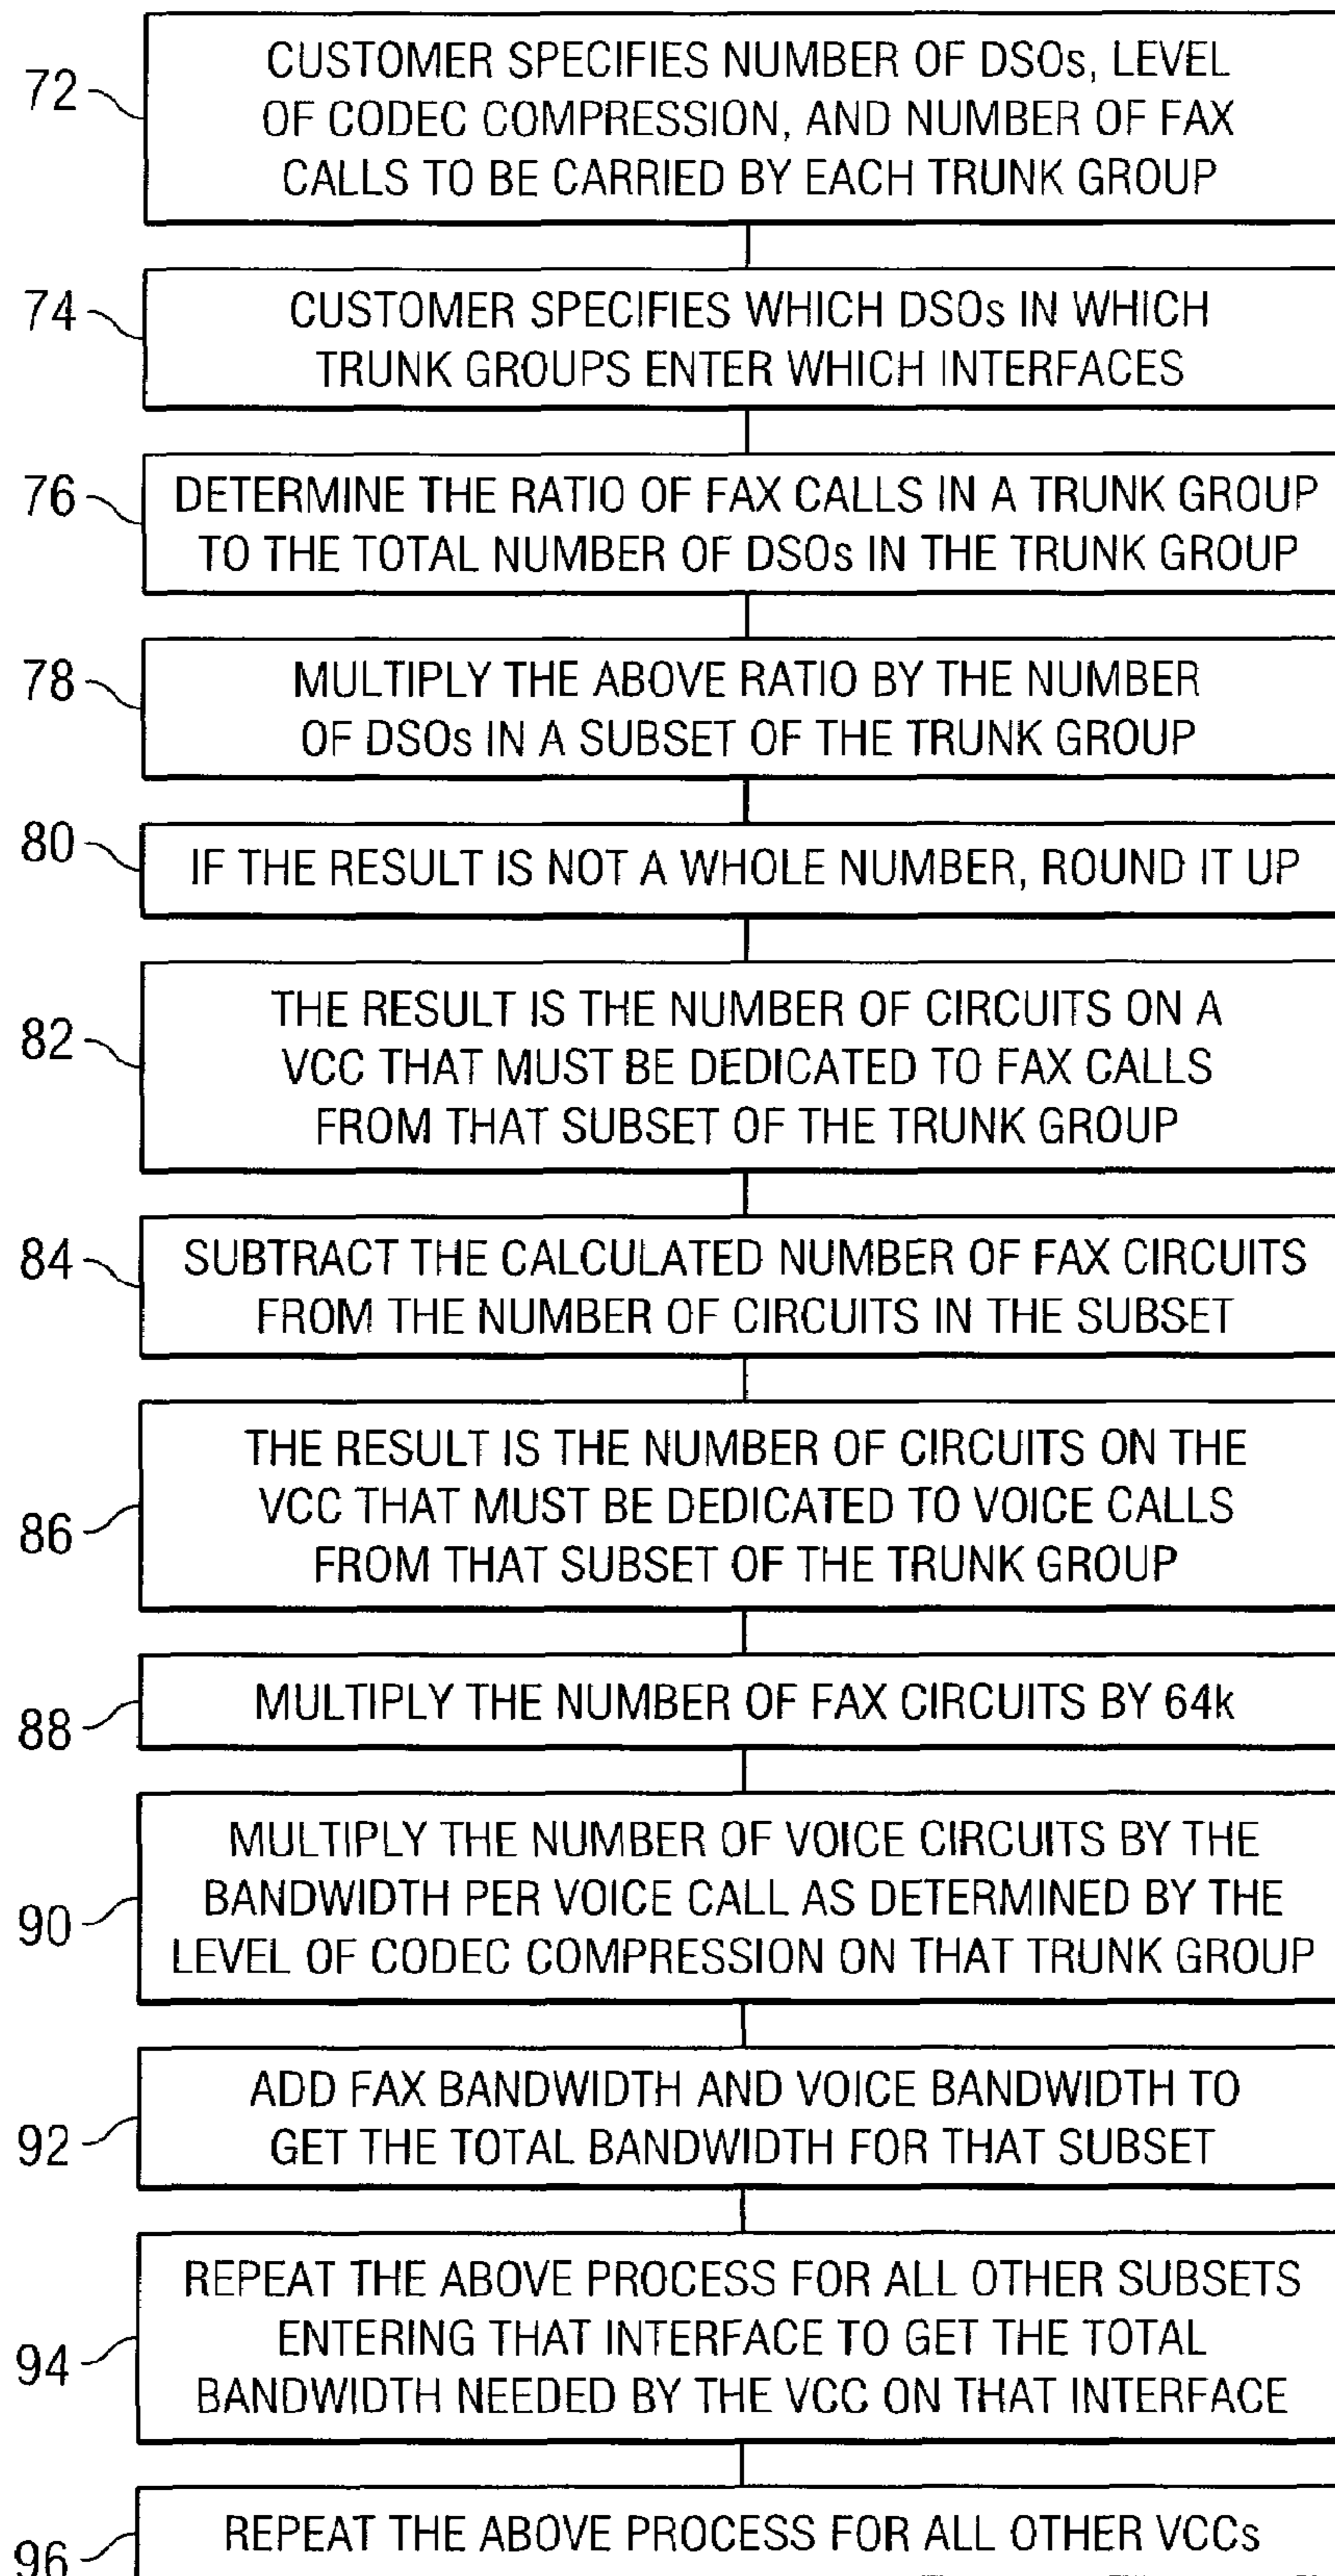 72
CUSTOMER SPECIFIES NUMBER OF DSOs, LEVEL
OF CODEC COMPRESSION, AND NUMBER OF FAX
CALLS TO BE CARRIED BY EACH TRUNK GROUP
74
CUSTOMER SPECIFIES WHICH DSOs IN WHICH
TRUNK GROUPS ENTER WHICH INTERFACES
76
DETERMINE THE RATIO OF FAX CALLS IN A TRUNK GROUP
TO THE TOTAL NUMBER OF DSOs IN THE TRUNK GROUP
78
MULTIPLY THE ABOVE RATIO BY THE NUMBER
OF DSOs IN A SUBSET OF THE TRUNK GROUP
80
IF THE RESULT IS NOT A WHOLE NUMBER, ROUND IT UP
82
THE RESULT IS THE NUMBER OF CIRCUITS ON A
VCC THAT MUST BE DEDICATED TO FAX CALLS
FROM THAT SUBSET OF THE TRUNK GROUP
84
SUBTRACT THE CALCULATED NUMBER OF FAX CIRCUITS
FROM THE NUMBER OF CIRCUITS IN THE SUBSET
86
THE RESULT IS THE NUMBER OF CIRCUITS ON THE
VCC THAT MUST BE DEDICATED TO VOICE CALLS
FROM THAT SUBSET OF THE TRUNK GROUP
88
MULTIPLY THE NUMBER OF FAX CIRCUITS BY 64k
90
MULTIPLY THE NUMBER OF VOICE CIRCUITS BY THE
BANDWIDTH PER VOICE CALL AS DETERMINED BY THE
LEVEL OF CODEC COMPRESSION ON THAT TRUNK GROUP
92
ADD FAX BANDWIDTH AND VOICE BANDWIDTH TO
GET THE TOTAL BANDWIDTH FOR THAT SUBSET
94
REPEAT THE ABOVE PROCESS FOR ALL OTHER SUBSETS
ENTERING THAT INTERFACE TO GET THE TOTAL
BANDWIDTH NEEDED BY THE VCC ON THAT INTERFACE
96
REPEAT THE ABOVE PROCESS FOR ALL OTHER VCCs